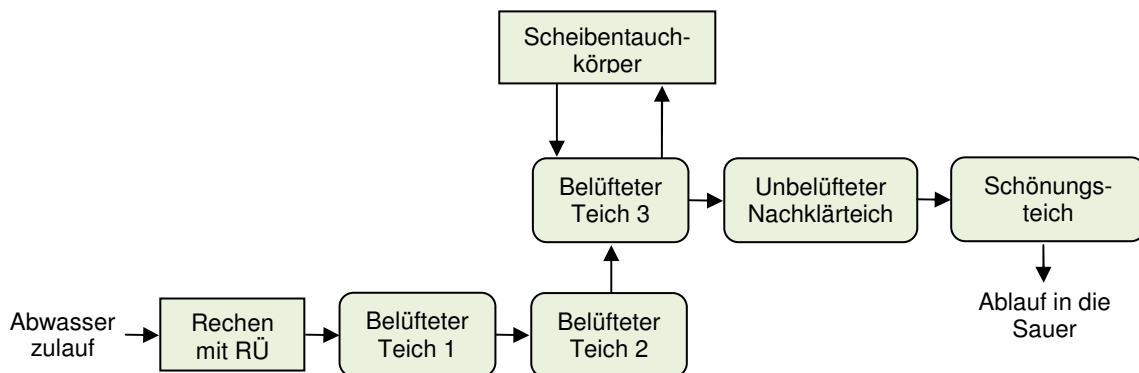 Scheibentauch-
körper
Belüfteter
Teich 3
Unbelüfteter
Nachklärteich
Schönungs-
teich
Abwasser
zulauf
Rechen
mit RÜ
Belüfteter
Teich 1
Belüfteter
Teich 2
Ablauf in die
Sauer